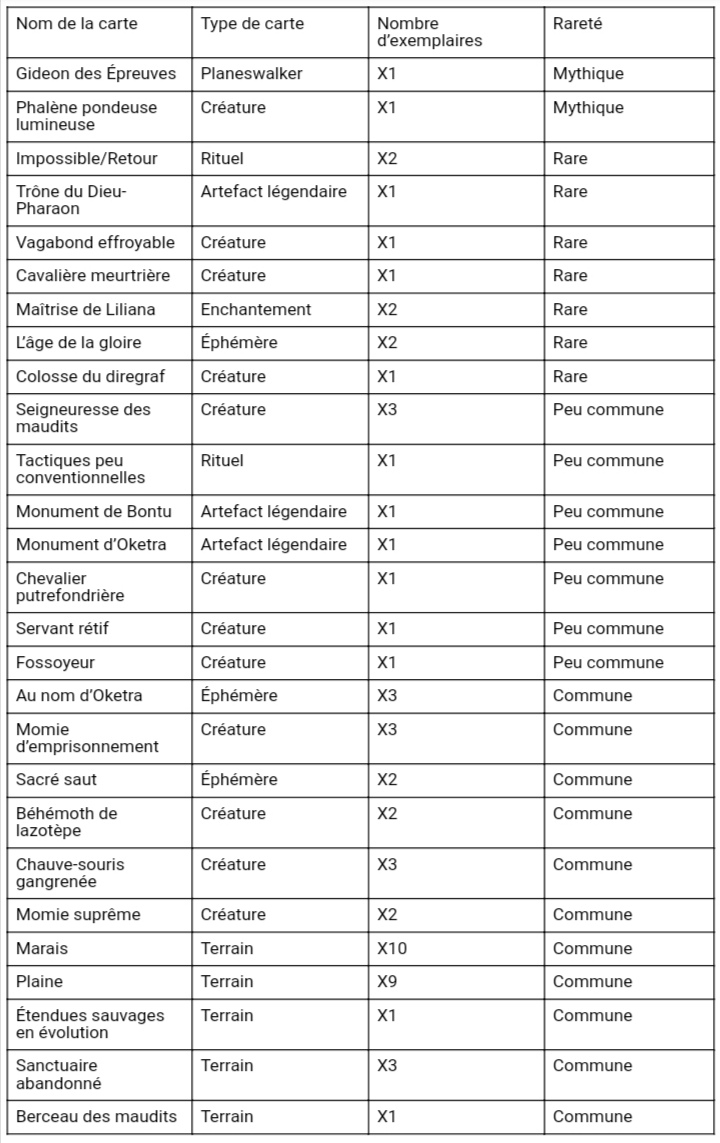 Nom de la carte Type de carte Nombre d'exemplaires Rareté
Gideon des Épreuves Planeswalker X1 Mythique
Phalène pondeuse lumineuse Créature X1 Mythique
Impossible/Retour Rituel X2 Rare
Trône du Dieu-Pharaon Artefact légendaire X1 Rare
Vagabond effroyable Créature X1 Rare
Cavalière meurtrière Créature X1 Rare
Maîtrise de Liliana Enchantement X2 Rare
L'âge de la gloire Éphémère X2 Rare
Colosse du diregraf Créature X1 Rare
Seigneuresse des maudits Créature X3 Peu commune
Tactiques peu conventionnelles Rituel X1 Peu commune
Monument de Bontu Artefact légendaire X1 Peu commune
Monument d'Oketra Artefact légendaire X1 Peu commune
Chevalier putrefondrière Créature X1 Peu commune
Servant rétif Créature X1 Peu commune
Fossoyeur Créature X1 Peu commune
Au nom d'Oketra Éphémère X3 Commune
Momie d'emprisonnement Créature X3 Commune
Sacré saut Éphémère X2 Commune
Béhémoth de lazotèpe Créature X2 Commune
Chauve-souris gangrenée Créature X3 Commune
Momie suprême Créature X2 Commune
Marais Terrain X10 Commune
Plaine Terrain X9 Commune
Étendues sauvages en évolution Terrain X1 Commune
Sanctuaire abandonné Terrain X3 Commune
Berceau des maudits Terrain X1 Commune